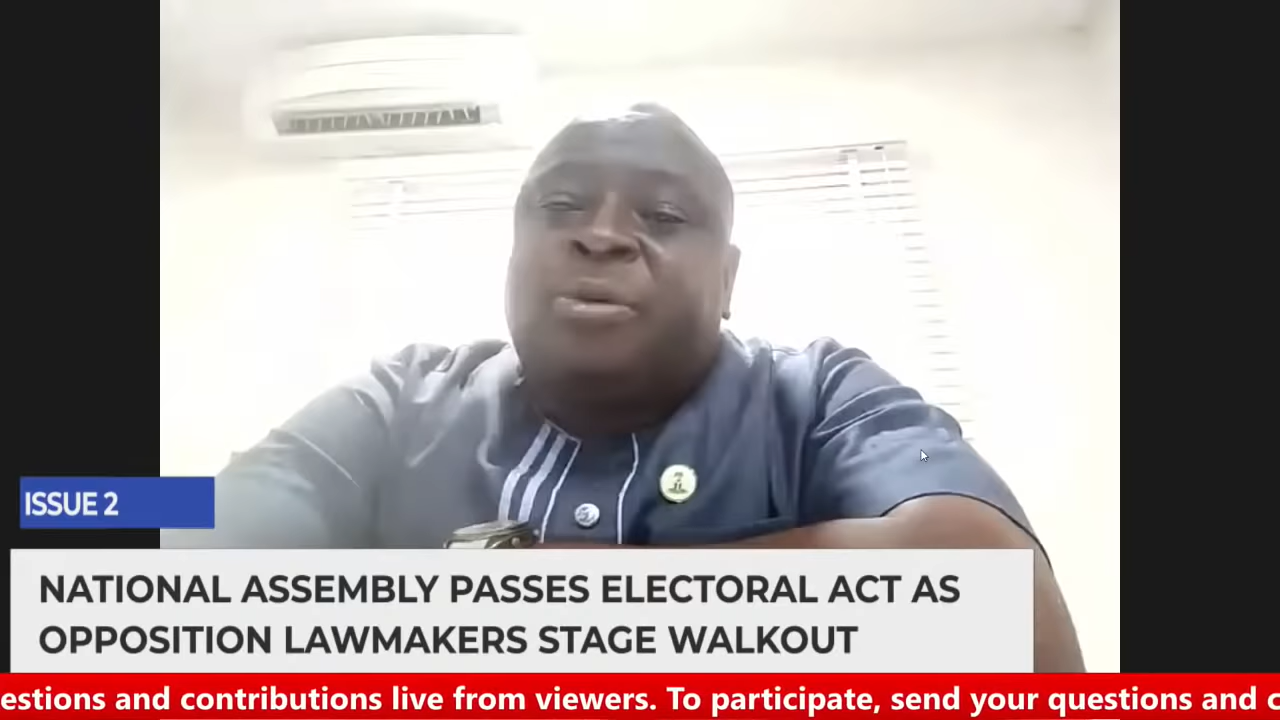 ISSUE 2
NATIONAL ASSEMBLY PASSES ELECTORAL ACT AS
OPPOSITION LAWMAKERS STAGE WALKOUT
estions and contributions live from viewers. To participate, send your questions and c